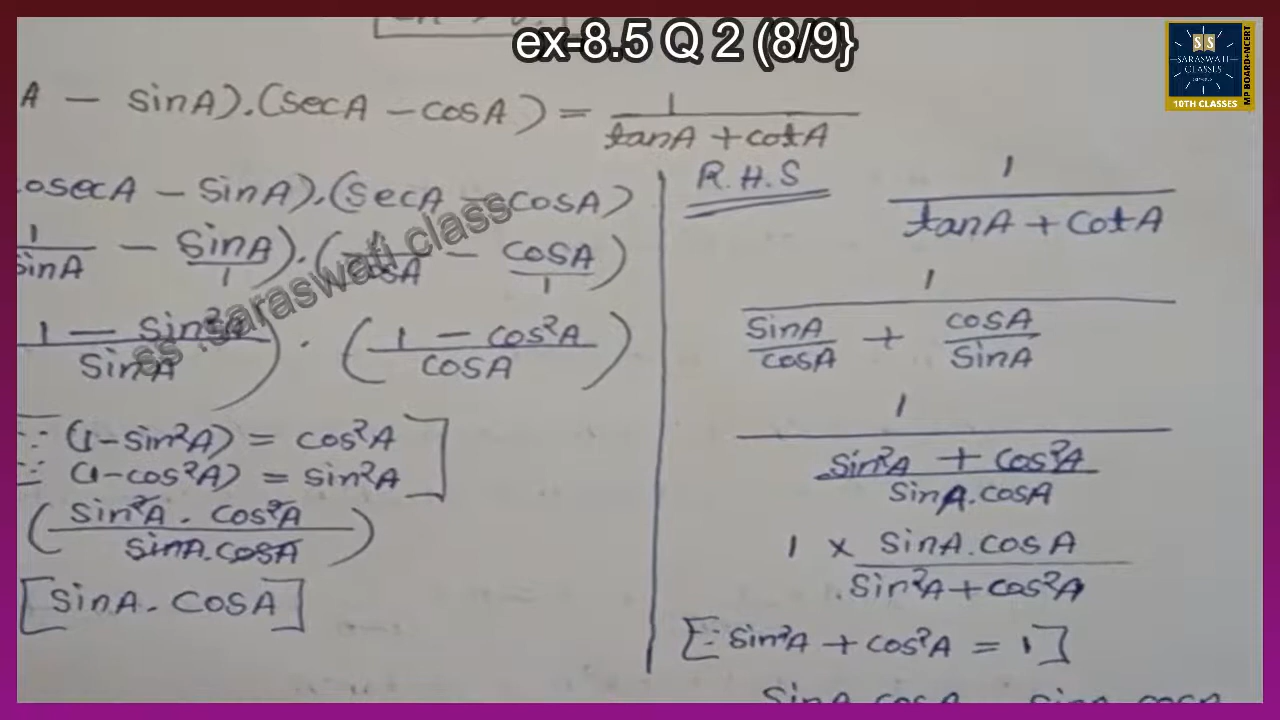 ex-8.5 Q 2 (8/9}
SS
SARASWATI
CLASSES
10TH CLASSES
MP BOARD+NCERT
A - sinA).(secA - cosA) = 1/(tanA + cotA)
osecA - sinA).(secA - cosA)
(1/sinA - sinA/1).(1/cosA - cosA/1)
(1 - sin²A/sinA) . (1 - cos²A/cosA)
∵ (1-sin²A) = cos²A
∵ (1-cos²A) = sin²A]
(sin²A . cos²A/sinA.cosA)
[sinA . cosA]
R.H.S
1/(tanA + cotA)
1/(sinA/cosA + cosA/sinA)
1/((sin²A + cos²A)/(sinA.cosA))
1 × sinA.cosA/(sin²A + cos²A)
[∵ sin²A + cos²A = 1]
ss .saraswati class